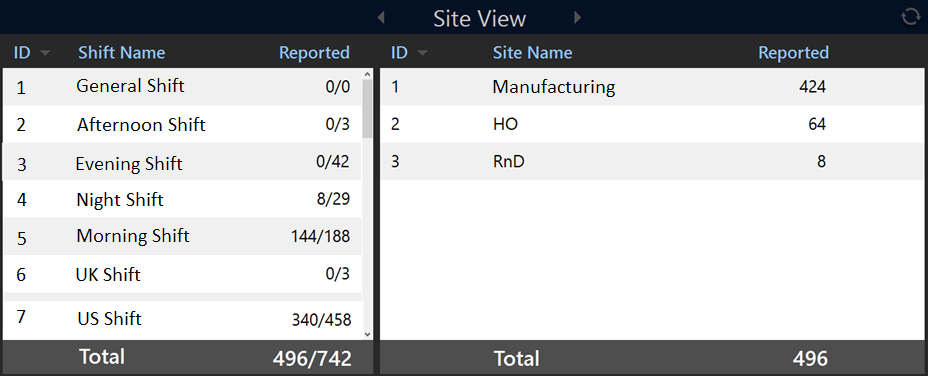 Site View
ID Shift Name Reported
1 General Shift 0/0
2 Afternoon Shift 0/3
3 Evening Shift 0/42
4 Night Shift 8/29
5 Morning Shift 144/188
6 UK Shift 0/3
7 US Shift 340/458
Total 496/742
ID Site Name Reported
1 Manufacturing 424
2 HO 64
3 RnD 8
Total 496